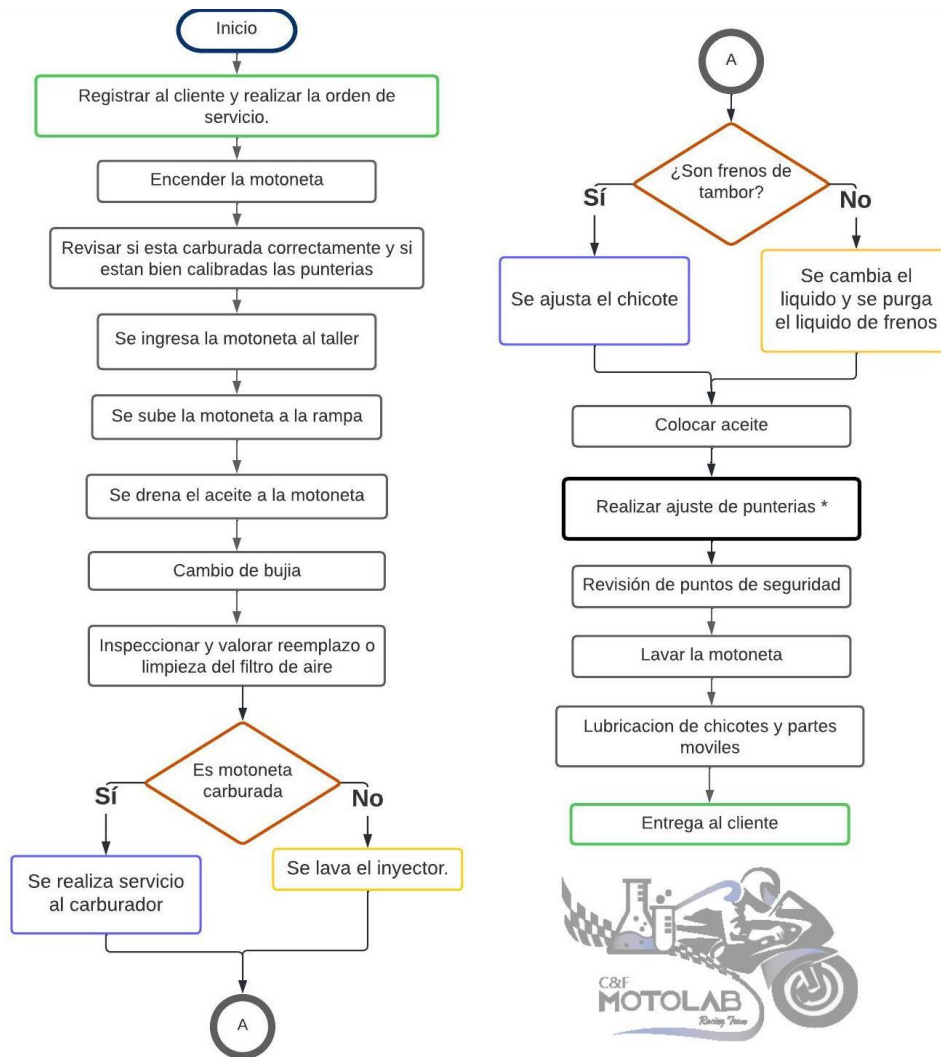 Inicio
Registrar al cliente y realizar la orden de
servicio.
Encender la motoneta
Revisar si esta carburada correctamente y si
estan bien calibradas las punterias
Se ingresa la motoneta al taller
Se sube la motoneta a la rampa
Se drena el aceite a la motoneta
Cambio de bujia
Inspeccionar y valorar reemplazo o
limpieza del filtro de aire
Es motoneta
carburada
Sí
No
Se realiza servicio
al carburador
Se lava el inyector.
A
A
¿Son frenos de
tambor?
Sí
No
Se ajusta el chicote
Se cambia el
liquido y se purga
el liquido de frenos
Colocar aceite
Realizar ajuste de punterias *
Revisión de puntos de seguridad
Lavar la motoneta
Lubricacion de chicotes y partes
moviles
Entrega al cliente
C&F
MOTOLAB
Racing Team